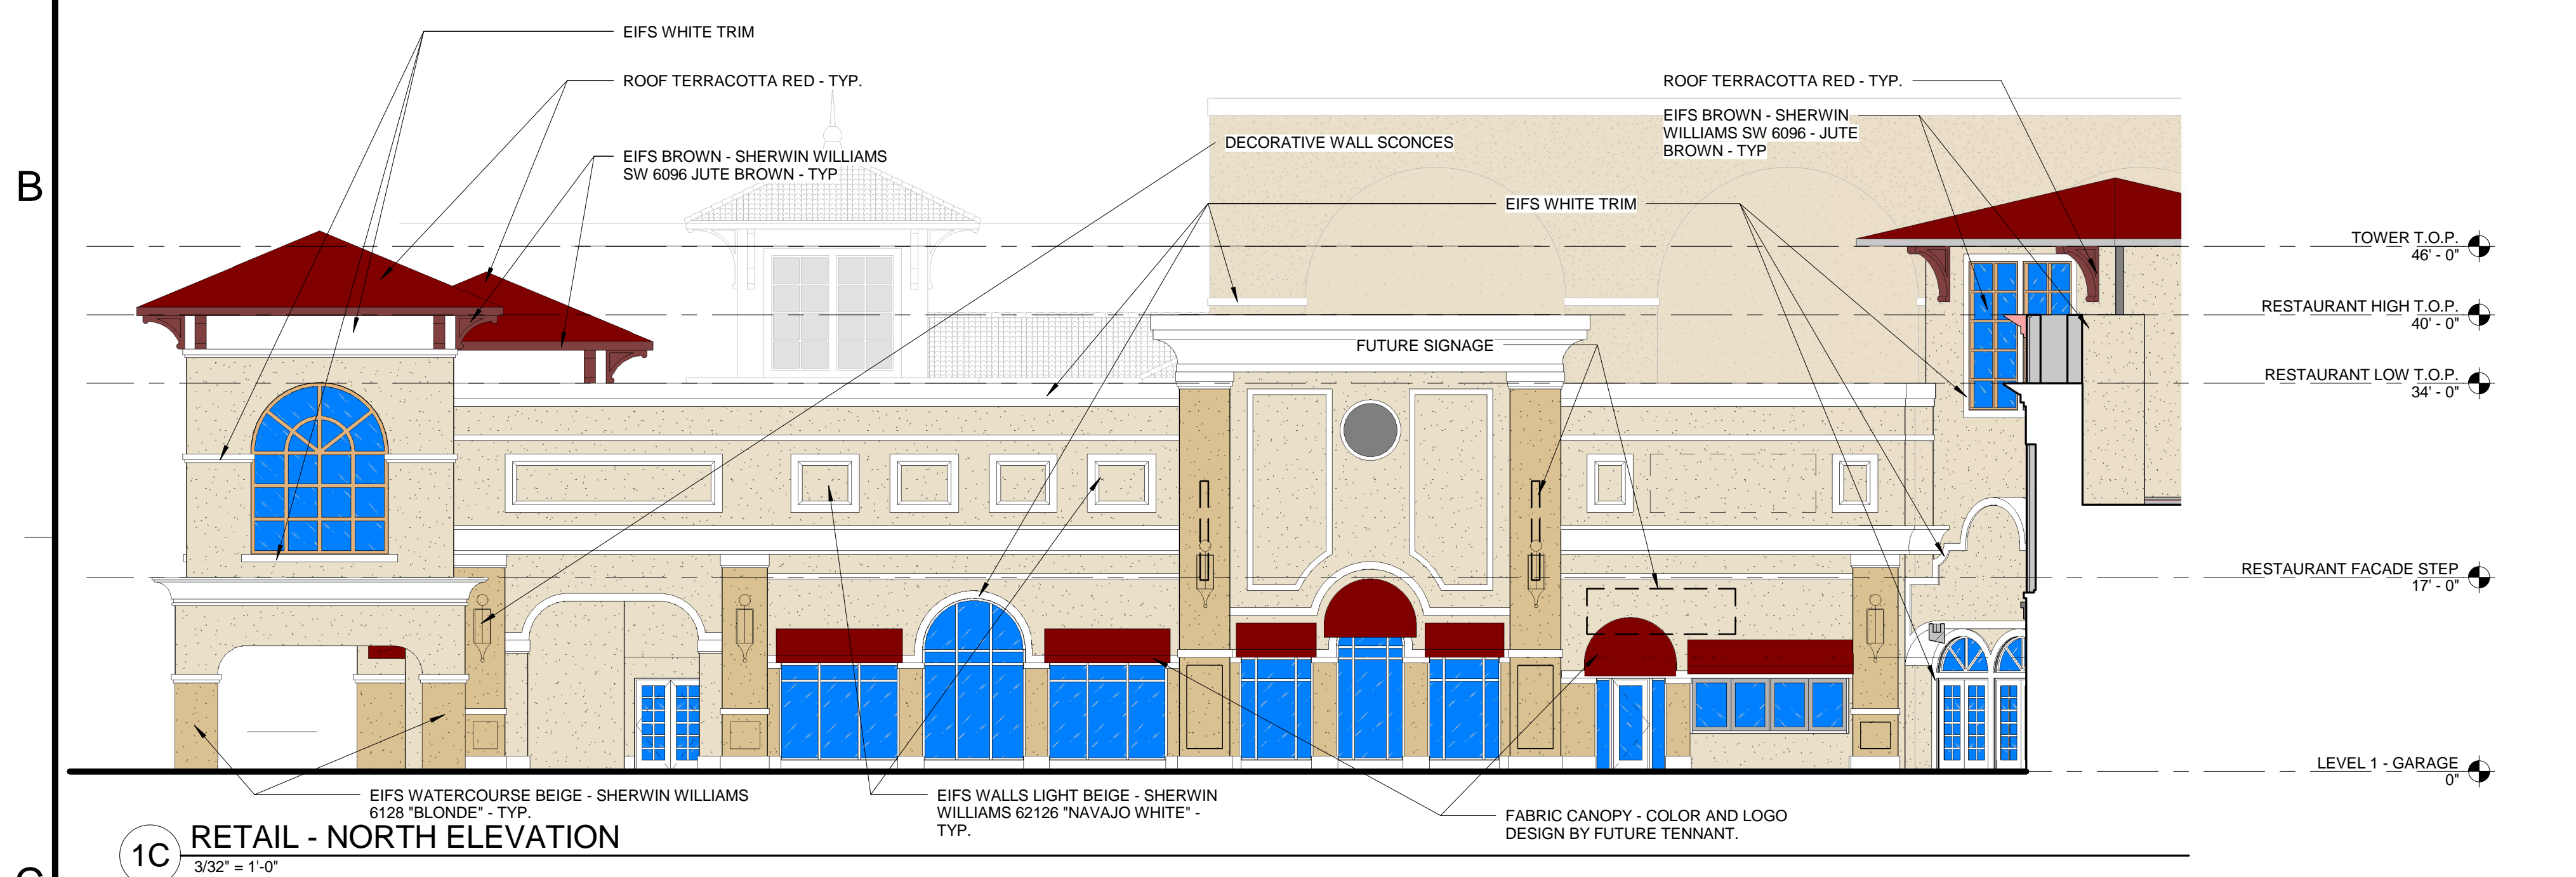 EIFS WHITE TRIM
ROOF TERRACOTTA RED - TYP.
ROOF TERRACOTTA RED - TYP.
EIFS BROWN - SHERWIN
WILLIAMS SW 6096 - JUTE
BROWN - TYP
DECORATIVE WALL SCONCES
EIFS BROWN - SHERWIN WILLIAMS
SW 6096 JUTE BROWN - TYP
B
EIFS WHITE TRIM
TOWER T.O.P.
46' - 0"
RESTAURANT HIGH T.O.P.
40' - 0"
FUTURE SIGNAGE
RESTAURANT LOW T.O.P.
34' - 0"
RESTAURANT FACADE STEP
17' - 0"
LEVEL 1 - GARAGE
0"
EIFS WATERCOURSE BEIGE - SHERWIN WILLIAMS
6128 "BLONDE" - TYP.
EIFS WALLS LIGHT BEIGE - SHERWIN
WILLIAMS 62126 "NAVAJO WHITE" -
TYP.
FABRIC CANOPY - COLOR AND LOGO
DESIGN BY FUTURE TENNANT.
1C
RETAIL - NORTH ELEVATION
3/32" = 1'-0"